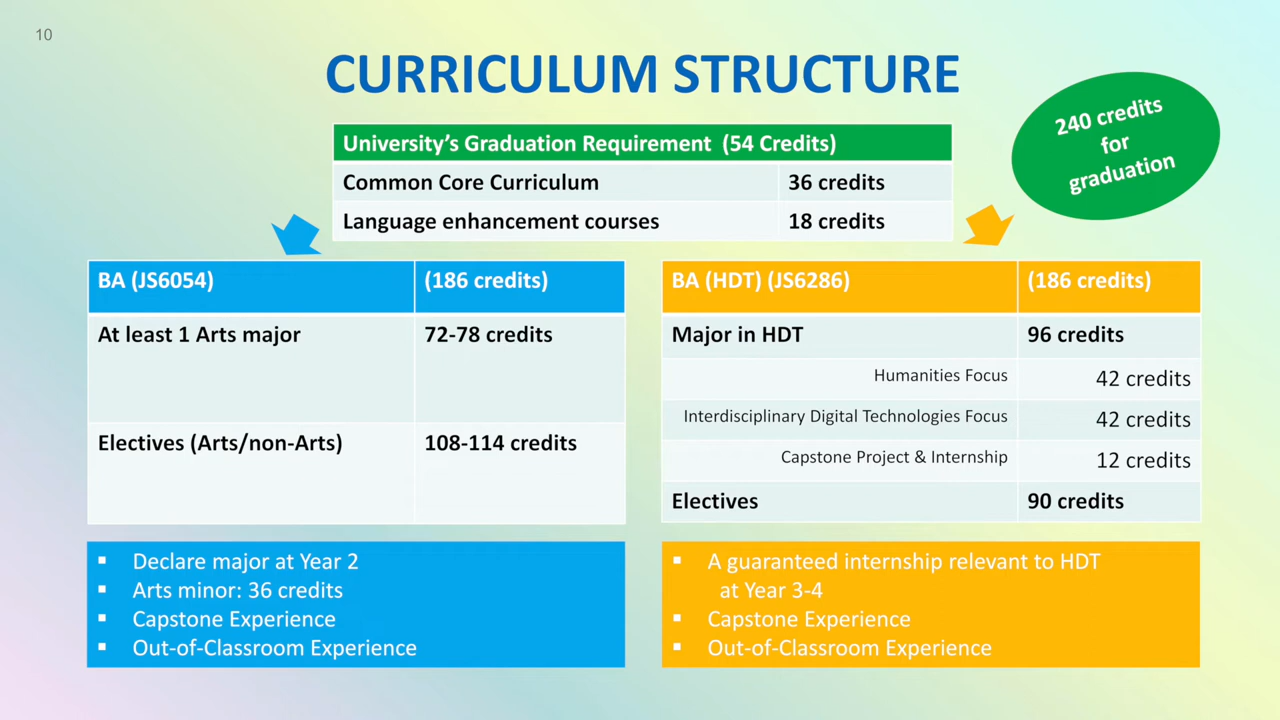 10
CURRICULUM STRUCTURE
240 credits
for
graduation
University's Graduation Requirement (54 Credits)
Common Core Curriculum 36 credits
Language enhancement courses 18 credits
BA (JS6054) (186 credits)
At least 1 Arts major 72-78 credits
Electives (Arts/non-Arts) 108-114 credits
▪ Declare major at Year 2
▪ Arts minor: 36 credits
▪ Capstone Experience
▪ Out-of-Classroom Experience
BA (HDT) (JS6286) (186 credits)
Major in HDT 96 credits
Humanities Focus 42 credits
Interdisciplinary Digital Technologies Focus 42 credits
Capstone Project & Internship 12 credits
Electives 90 credits
▪ A guaranteed internship relevant to HDT
at Year 3-4
▪ Capstone Experience
▪ Out-of-Classroom Experience